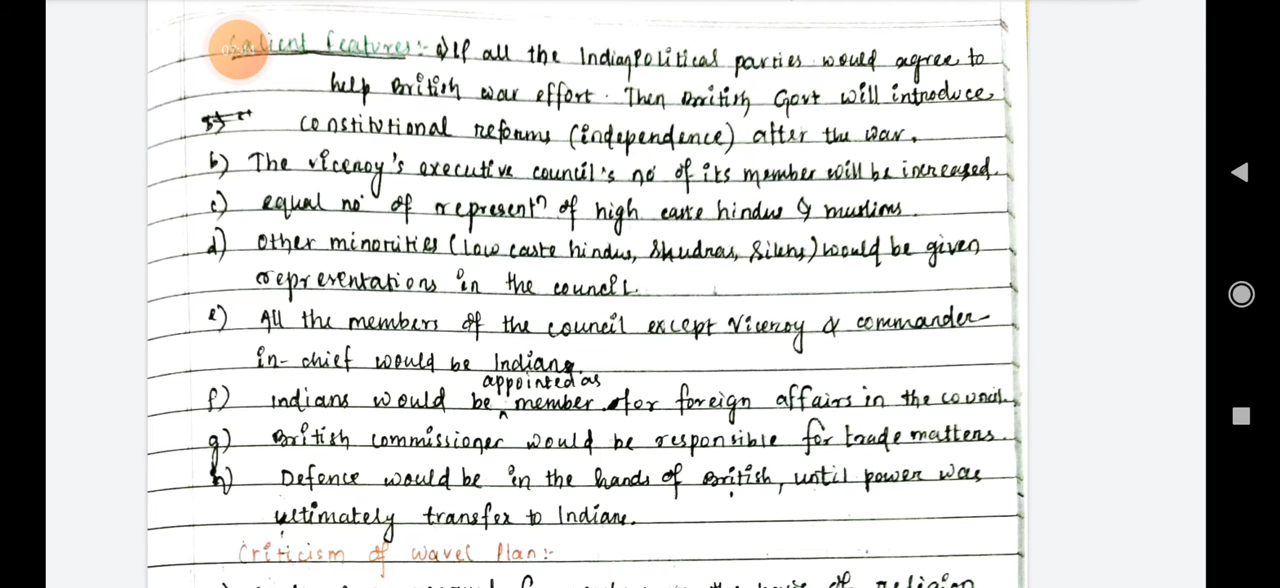 Salient features:- a) If all the Indian political parties would agree to
help British war effort. Then British Govt will introduce
constitutional reforms (independence) after the war.
b) The viceroy's executive council's no of its member will be increased.
c) equal no of representn of high caste hindus & muslims.
d) Other minorities (low caste hindus, Shudras, Sikhs) would be given
representations in the council.
e) All the members of the council except Viceroy & commander
in-chief would be Indians.
appointed as
f) indians would be ^ member for foreign affairs in the council.
g) British commissioner would be responsible for trade matters.
h) Defence would be in the hands of British, until power was
ultimately transfer to Indians.
Criticism of wavel Plan:-
of religion